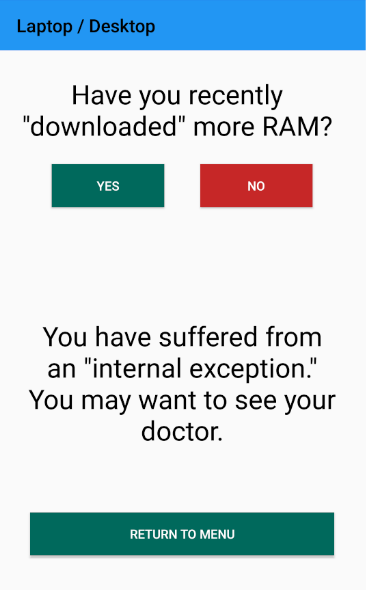 Laptop / Desktop
Have you recently
"downloaded" more RAM?
YES
NO
You have suffered from
an "internal exception."
You may want to see your
doctor.
RETURN TO MENU